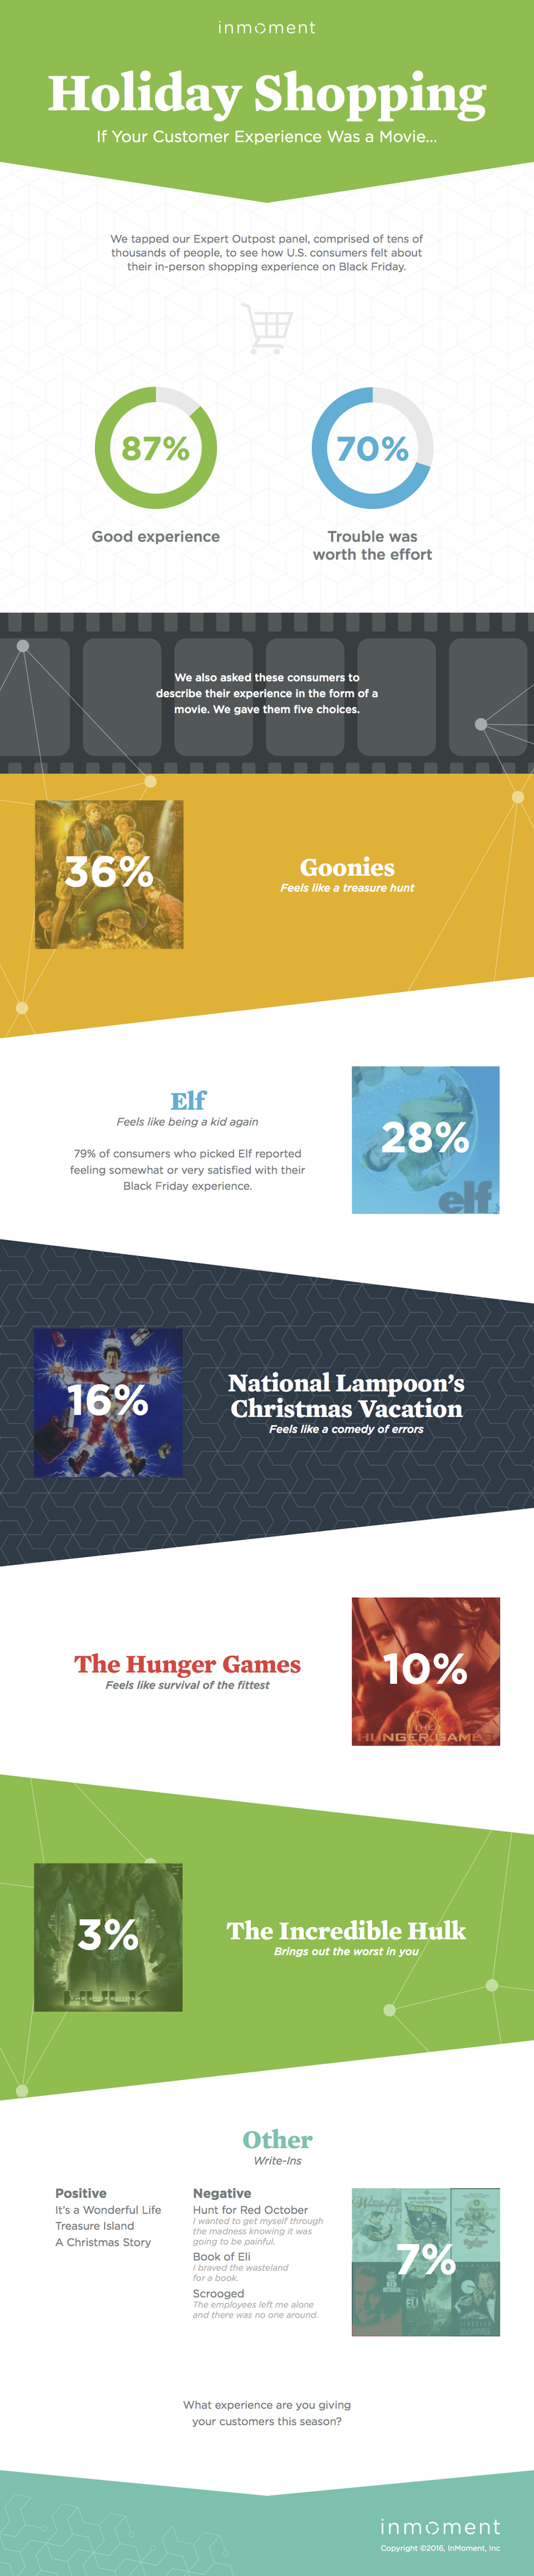 inmoment
Holiday Shopping
If Your Customer Experience Was a Movie...
We tapped our Expert Outpost panel, comprised of tens of
thousands of people, to see how U.S. consumers felt about
their in-person shopping experience on Black Friday.
87%
Good experience
70%
Trouble was
worth the effort
We also asked these consumers to
describe their experience in the form of a
movie. We gave them five choices.
36%
Goonies
Feels like a treasure hunt
Elf
Feels like being a kid again
79% of consumers who picked Elf reported
feeling somewhat or very satisfied with their
Black Friday experience.
28%
elf
16%
National Lampoon's
Christmas Vacation
Feels like a comedy of errors
The Hunger Games
Feels like survival of the fittest
10%
THE
HUNGER GAMES
3%
HULK
The Incredible Hulk
Brings out the worst in you
Other
Write-Ins
Positive
It's a Wonderful Life
Treasure Island
A Christmas Story
Negative
Hunt for Red October
I wanted to get myself through
the madness knowing it was
going to be painful.
Book of Eli
I braved the wasteland
for a book.
Scrooged
The employees left me alone
and there was no one around.
7%
What experience are you giving
your customers this season?
inmoment
Copyright ©2016, InMoment, Inc